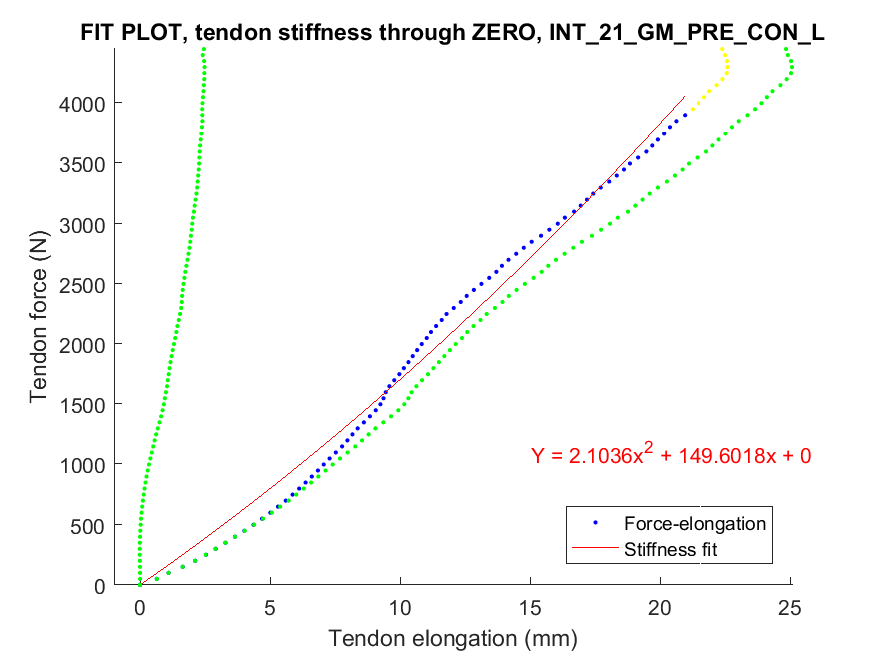 FIT PLOT, tendon stiffness through ZERO, INT_21_GM_PRE_CON_L
Tendon force (N)
4000
3500
3000
2500
2000
1500
1000
500
0
Y = 2.1036x² + 149.6018x + 0
Force-elongation
Stiffness fit
0 5 10 15 20 25
Tendon elongation (mm)